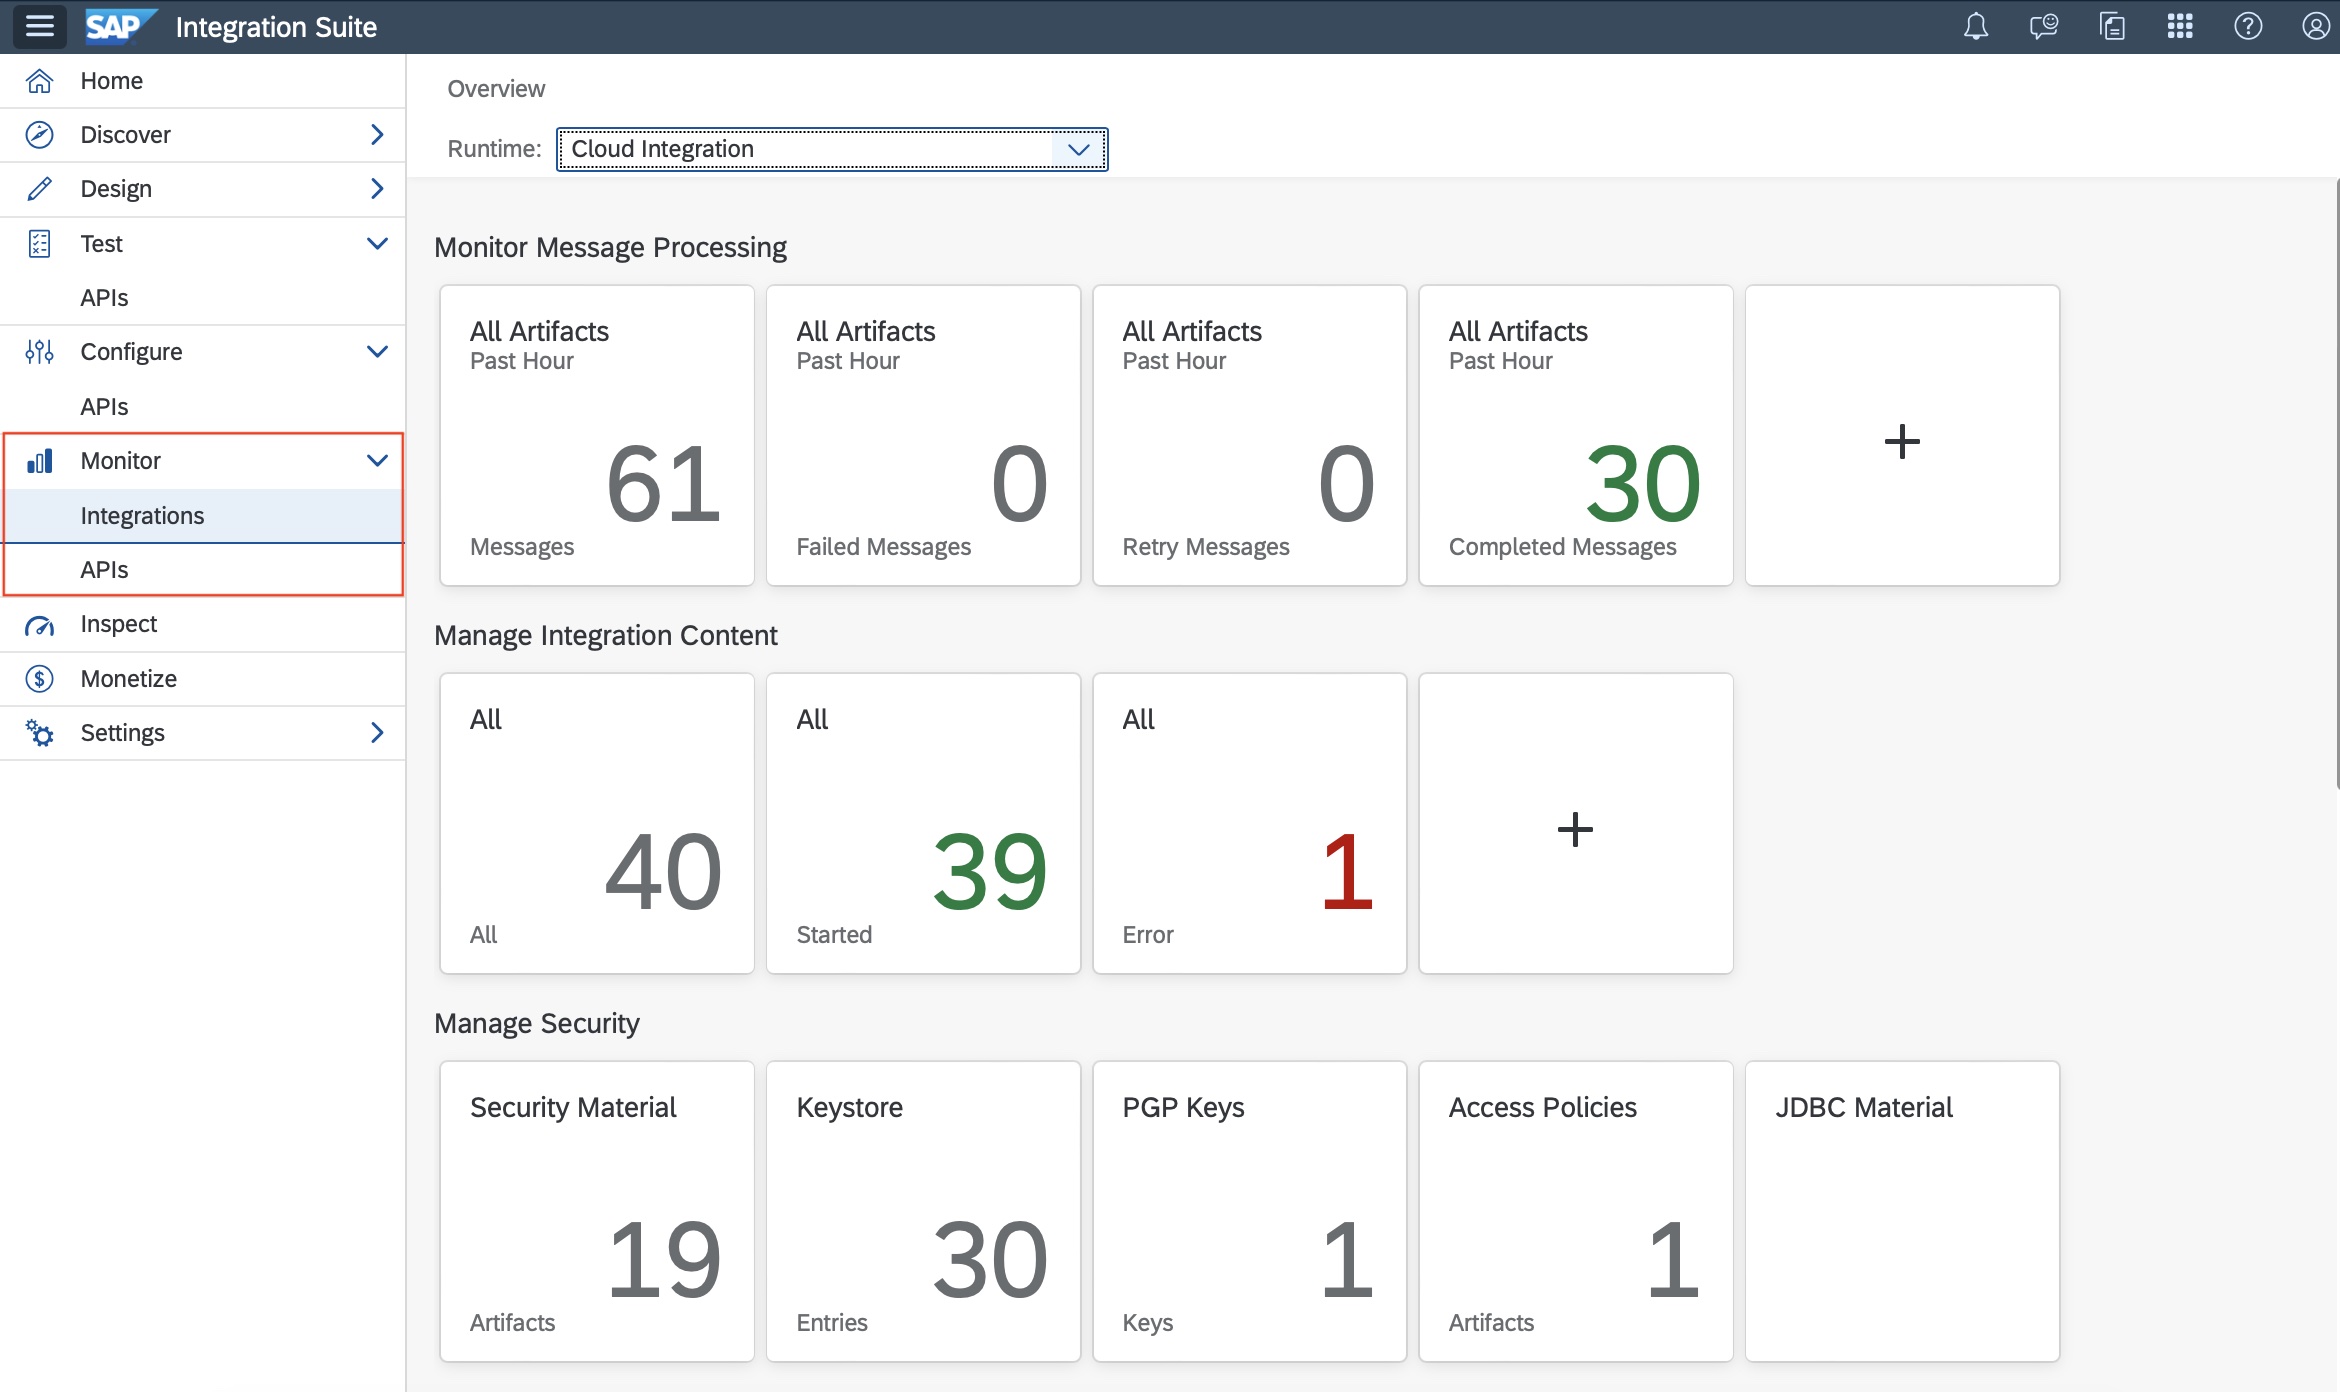 SAP Integration Suite
Home
Discover
Design
Test
APIs
Configure
APIs
Monitor
Integrations
APIs
Inspect
Monetize
Settings
Overview
Runtime: Cloud Integration
Monitor Message Processing
All Artifacts
Past Hour
61
Messages
All Artifacts
Past Hour
0
Failed Messages
All Artifacts
Past Hour
0
Retry Messages
All Artifacts
Past Hour
30
Completed Messages
Manage Integration Content
All
40
All
All
39
Started
All
1
Error
Manage Security
Security Material
19
Artifacts
Keystore
30
Entries
PGP Keys
1
Keys
Access Policies
1
Artifacts
JDBC Material